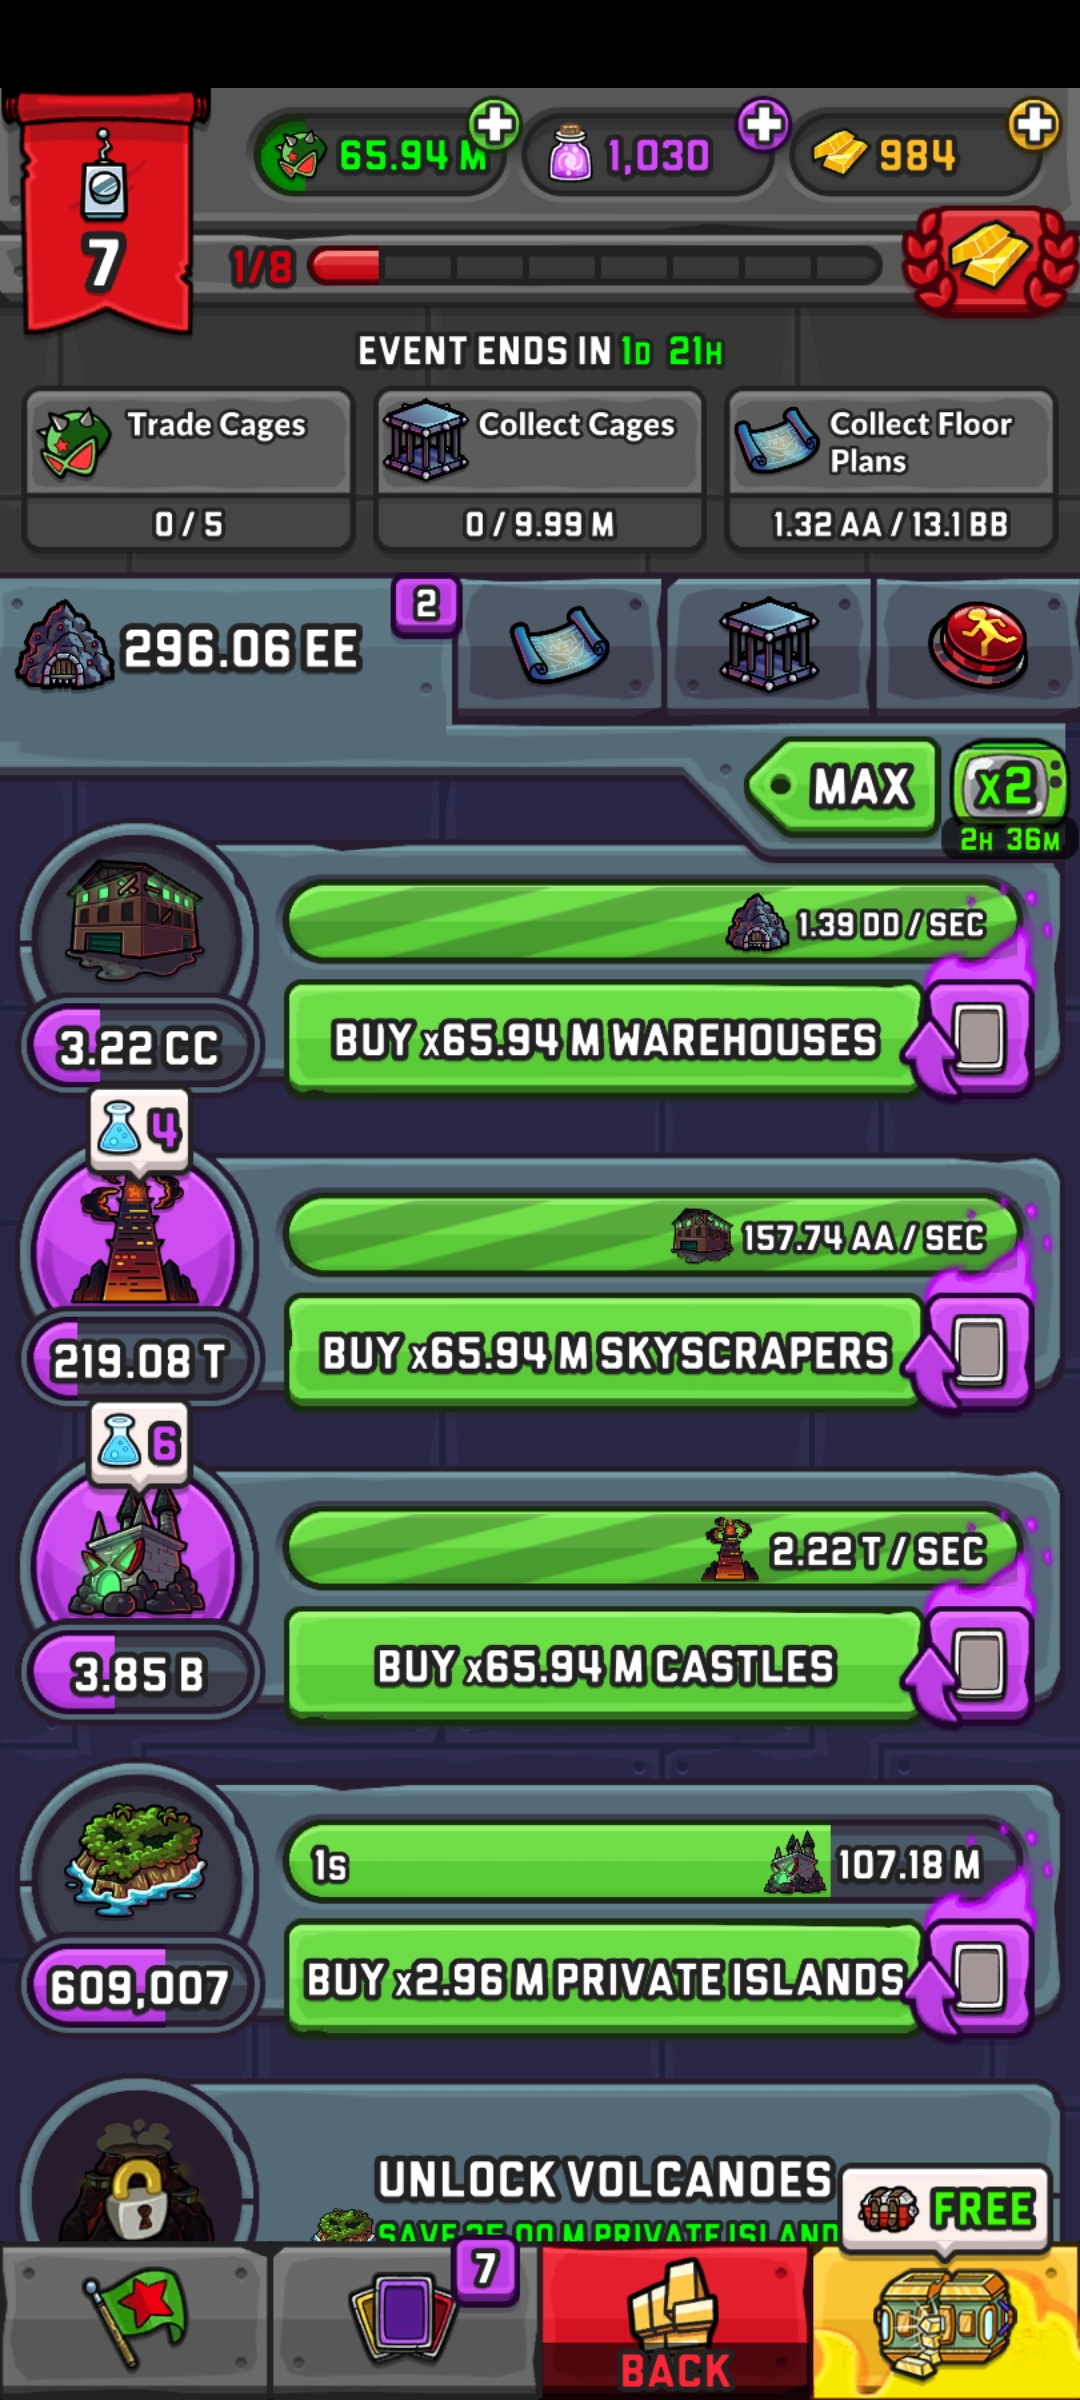 65.94 M
1,030
984
7
1/8
EVENT ENDS IN 1D 21H
Trade Cages
0 / 5
Collect Cages
0 / 9.99 M
Collect Floor
Plans
1.32 AA / 13.1 BB
296.06 EE
2
MAX
x2
2H 36M
1.39 DD / SEC
3.22 CC
BUY x65.94 M WAREHOUSES
4
157.74 AA / SEC
219.08 T
BUY x65.94 M SKYSCRAPERS
6
2.22 T / SEC
3.85 B
BUY x65.94 M CASTLES
1s
107.18 M
609,007
BUY x2.96 M PRIVATE ISLANDS
UNLOCK VOLCANOES
SAVE 25.00 M PRIVATE ISLAND
FREE
7
BACK